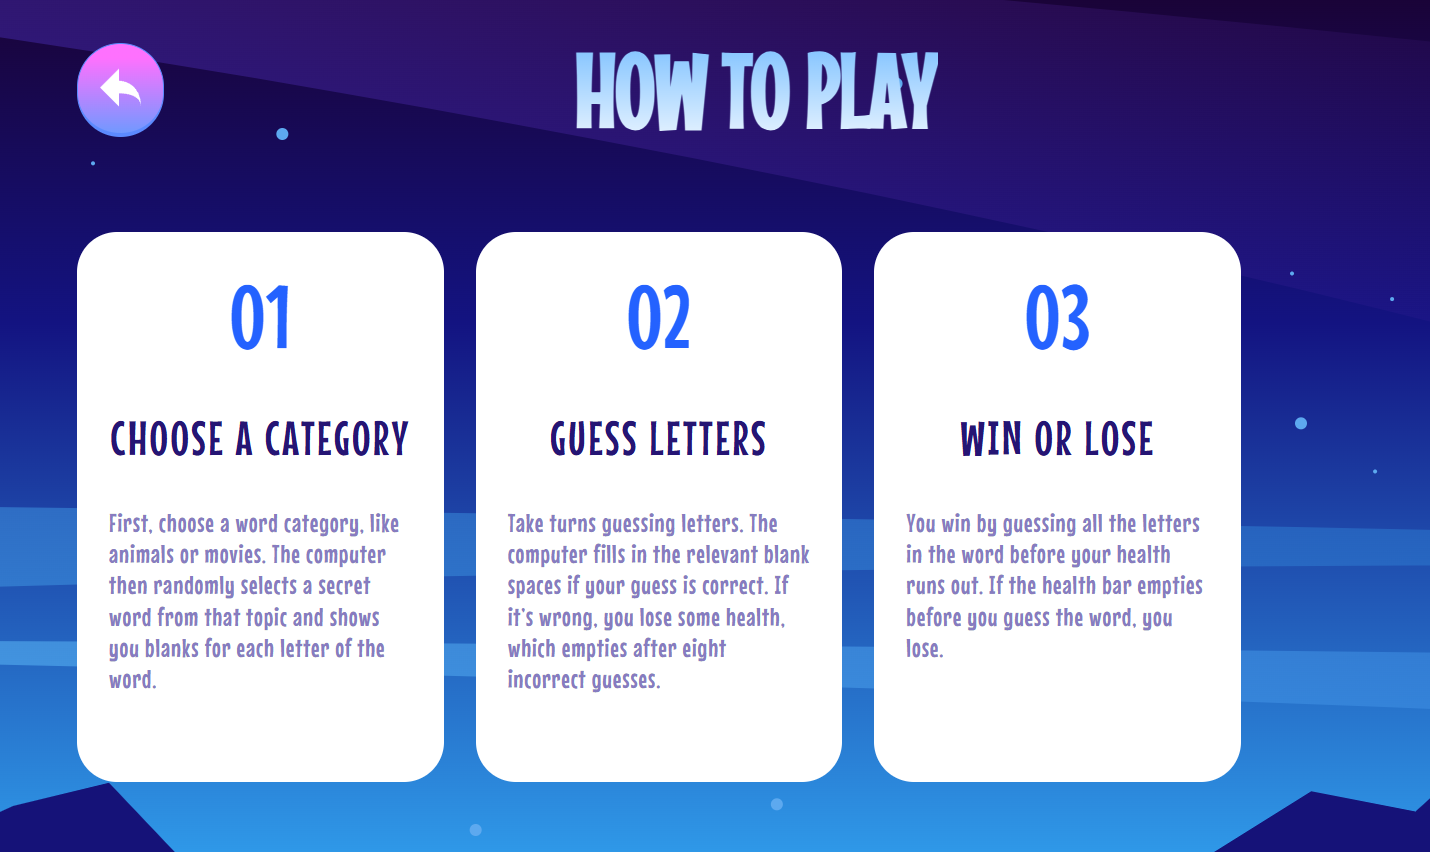 HOW TO PLAY
01
CHOOSE A CATEGORY
First, choose a word category, like
animals or movies. The computer
then randomly selects a secret
word from that topic and shows
you blanks for each letter of the
word.
02
GUESS LETTERS
Take turns guessing letters. The
computer fills in the relevant blank
spaces if your guess is correct. If
it's wrong, you lose some health,
which empties after eight
incorrect guesses.
03
WIN OR LOSE
You win by guessing all the letters
in the word before your health
runs out. If the health bar empties
before you guess the word, you
lose.